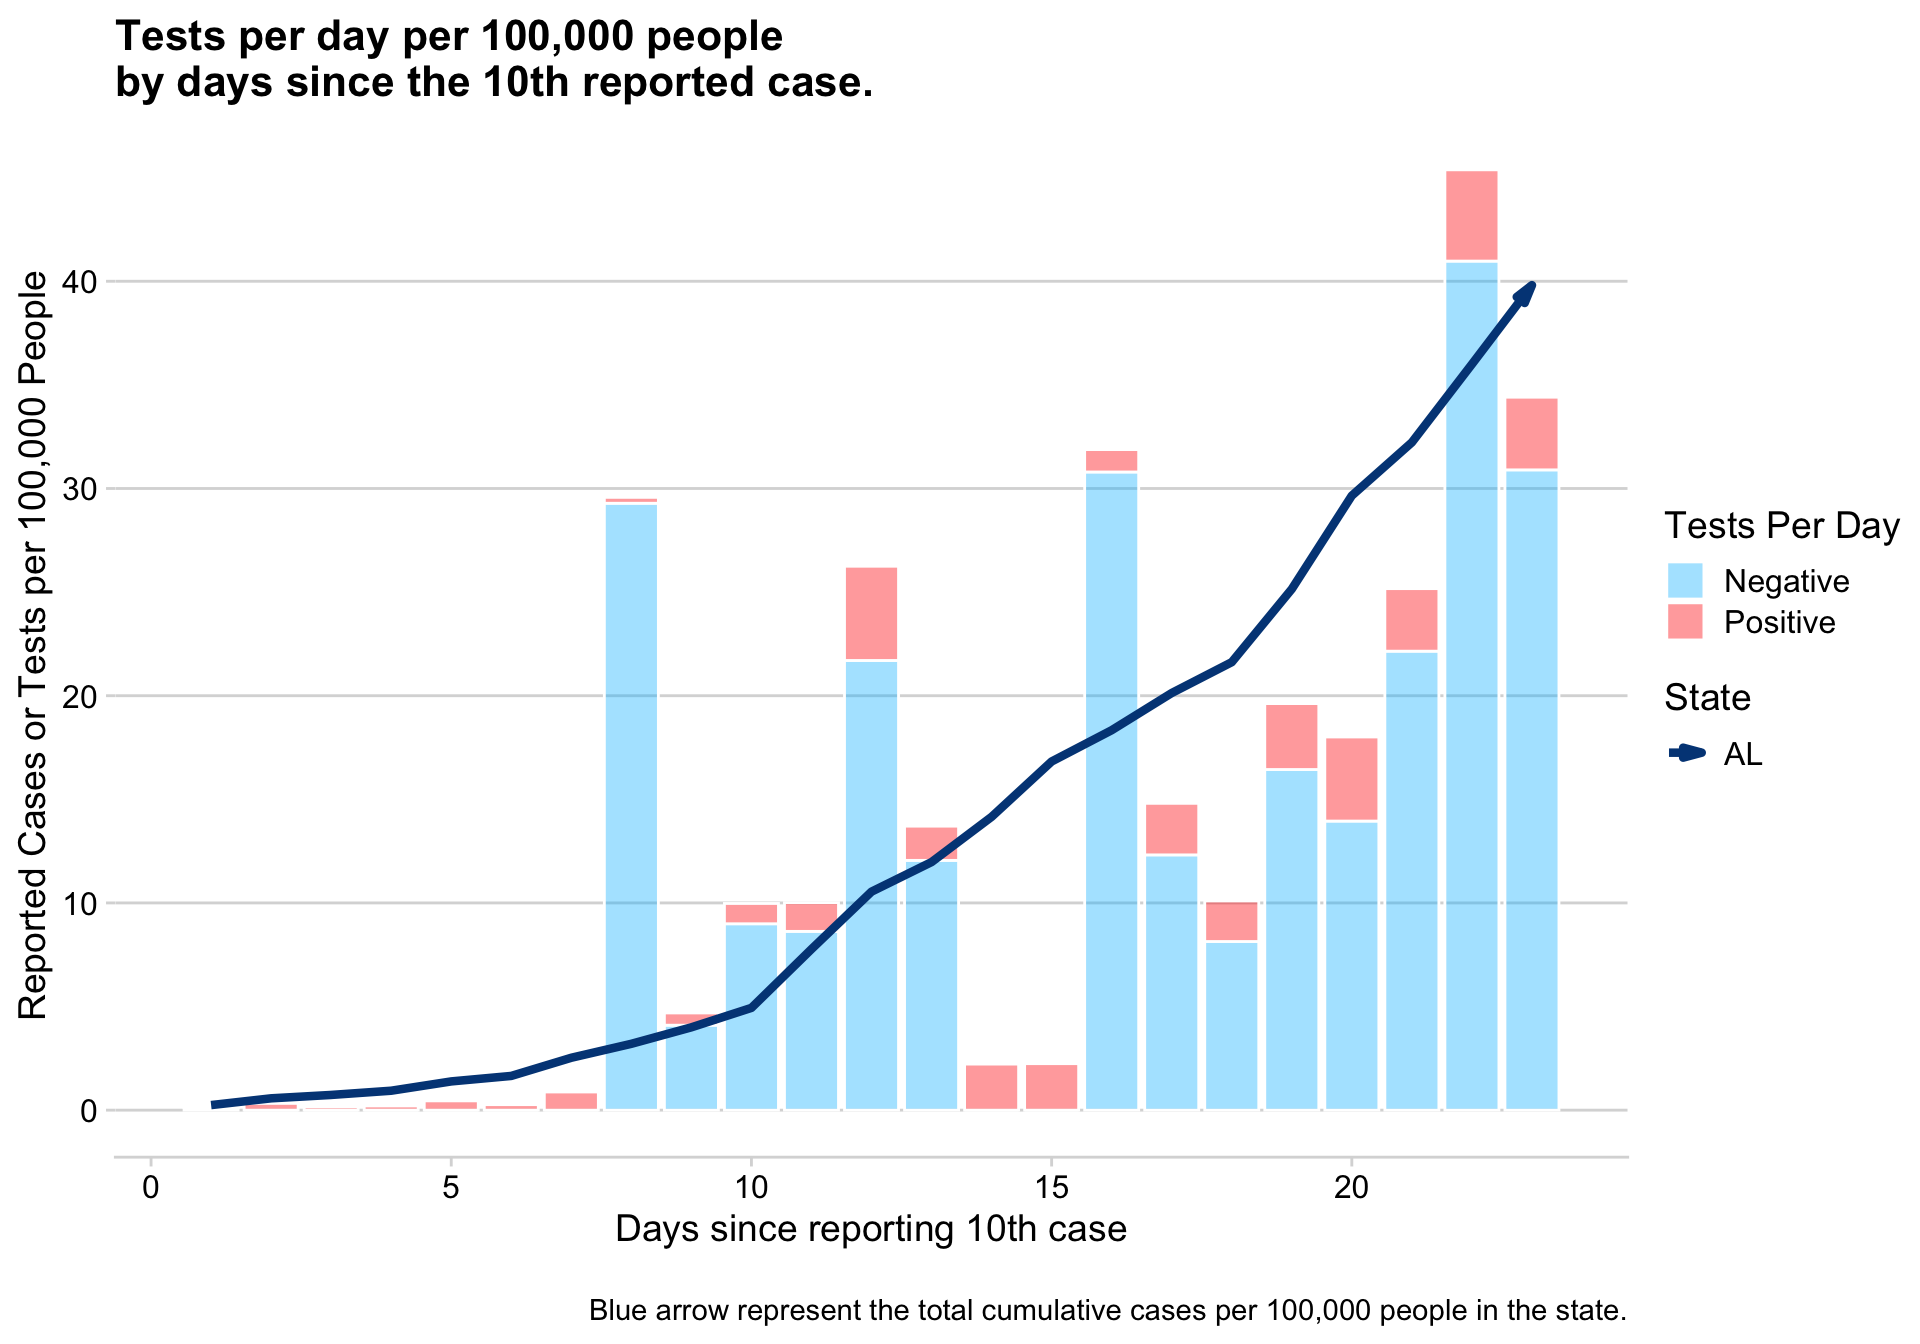 Tests per day per 100,000 people
by days since the 10th reported case.
Reported Cases or Tests per 100,000 People
40
30
20
10
0
0 5 10 15 20
Days since reporting 10th case
Tests Per Day
Negative
Positive
State
AL
Blue arrow represent the total cumulative cases per 100,000 people in the state.